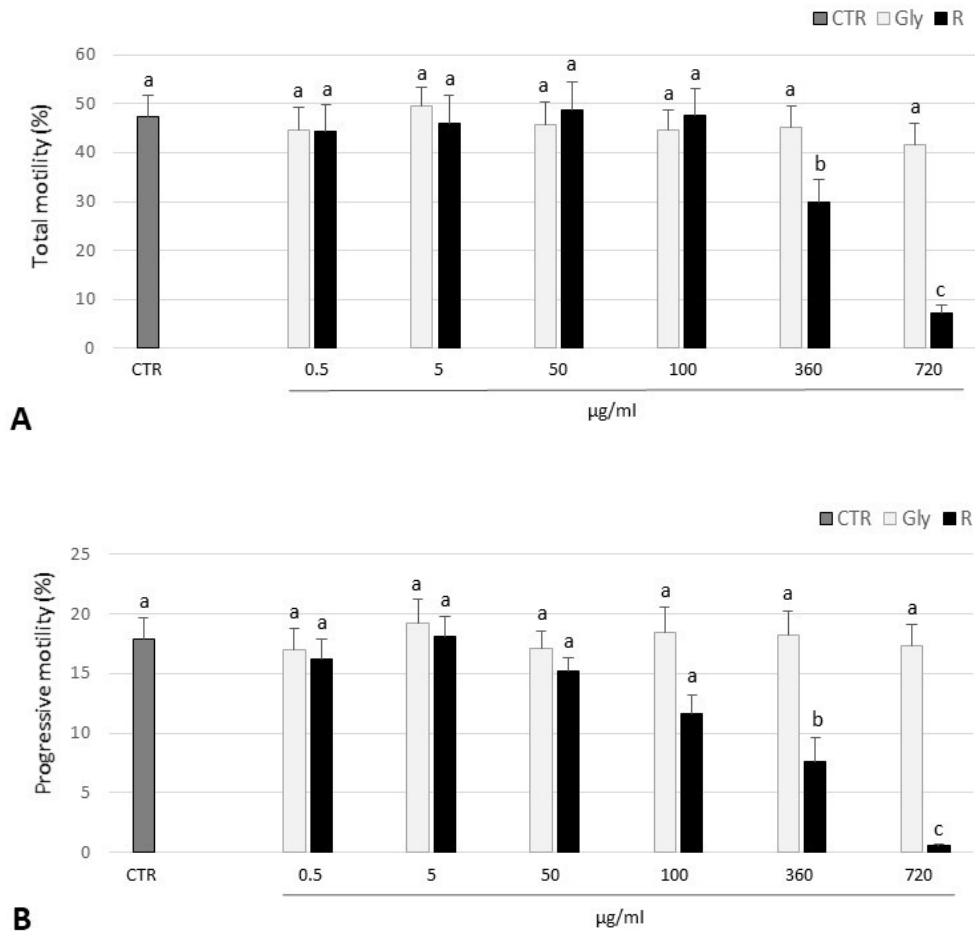 CTR Gly R
Total motility (%)
60
50
40
30
20
10
0
a
a a
a a
a a
a a
a b
a c
CTR 0.5 5 50 100 360 720
µg/ml
A
CTR Gly R
Progressive motility (%)
25
20
15
10
5
0
a
a a
a a
a a
a a
a b
a c
CTR 0.5 5 50 100 360 720
µg/ml
B